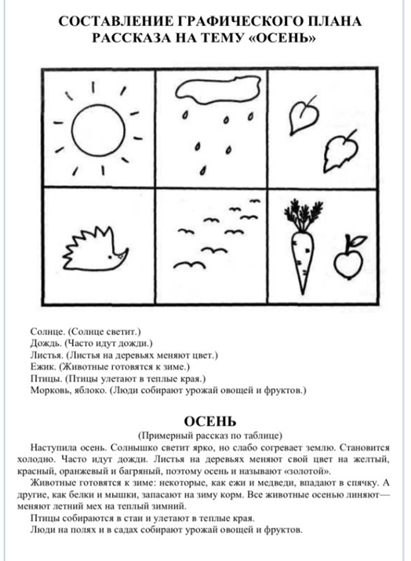 СОСТАВЛЕНИЕ ГРАФИЧЕСКОГО ПЛАНА
РАССКАЗА НА ТЕМУ «ОСЕНЬ»
Солнце. (Солнце светит.)
Дождь. (Часто идут дожди.)
Листья. (Листья на деревьях меняют цвет.)
Ежик. (Животные готовятся к зиме.)
Птицы. (Птицы улетают в теплые края.)
Морковь, яблоко. (Люди собирают урожай овощей и фруктов.)
ОСЕНЬ
(Примерный рассказ по таблице)
Наступила осень. Солнышко светит ярко, но слабо согревает землю. Становится
холодно. Часто идут дожди. Листья на деревьях меняют свой цвет на желтый,
красный, оранжевый и багряный, поэтому осень и называют «золотой».
Животные готовятся к зиме: некоторые, как ежи и медведи, впадают в спячку. А
другие, как белки и мышки, запасают на зиму корм. Все животные осенью линяют—
меняют летний мех на теплый зимний.
Птицы собираются в стаи и улетают в теплые края.
Люди на полях и в садах собирают урожай овощей и фруктов.